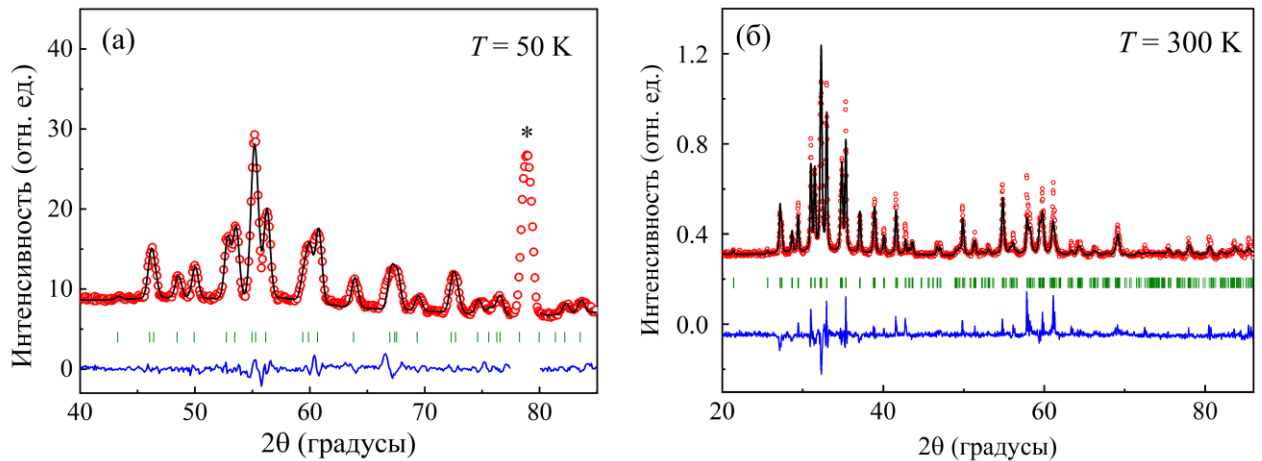 (а)
T = 50 K
*
Интенсивность (отн. ед.)
40
30
20
10
0
40 50 60 70 80
2θ (градусы)
(б)
T = 300 K
Интенсивность (отн. ед.)
1.2
0.8
0.4
0.0
20 40 60 80
2θ (градусы)